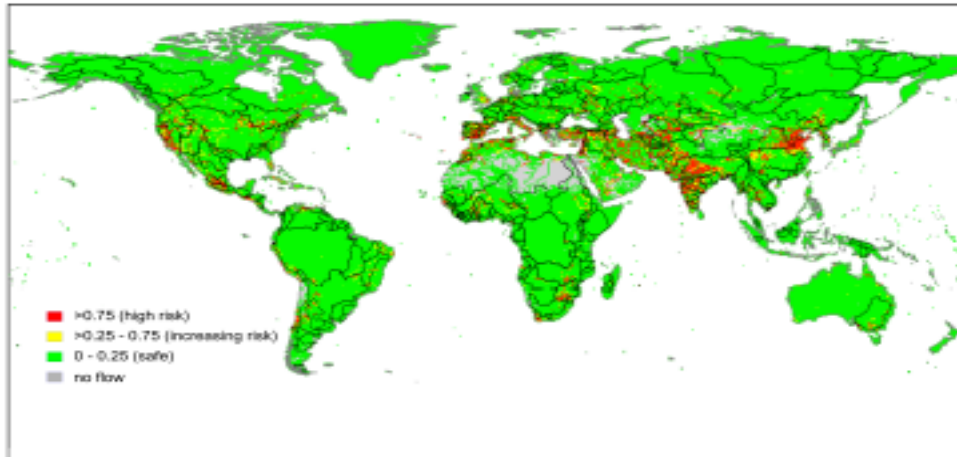 >0.75 (high risk)
>0.25 - 0.75 (increasing risk)
0 - 0.25 (safe)
no flow